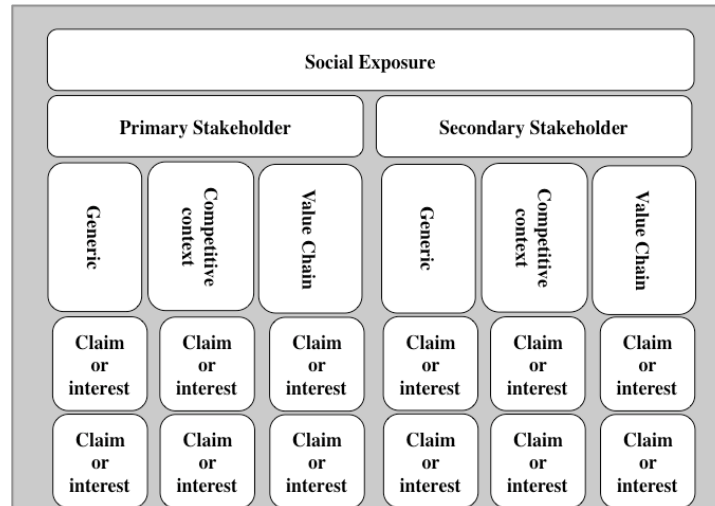 Social Exposure
Primary Stakeholder
Secondary Stakeholder
Generic
Competitive
context
Value Chain
Generic
Competitive
context
Value Chain
Claim
or
interest
Claim
or
interest
Claim
or
interest
Claim
or
interest
Claim
or
interest
Claim
or
interest
Claim
or
interest
Claim
or
interest
Claim
or
interest
Claim
or
interest
Claim
or
interest
Claim
or
interest